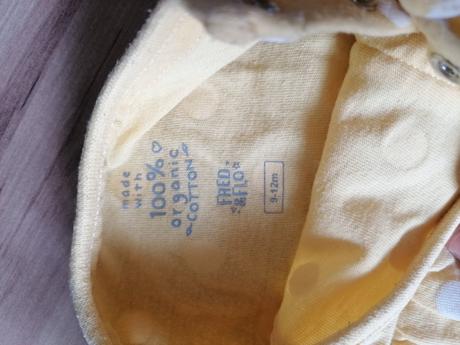 made
with
100%
organic
COTTON
FRED
& FLO
9-12m